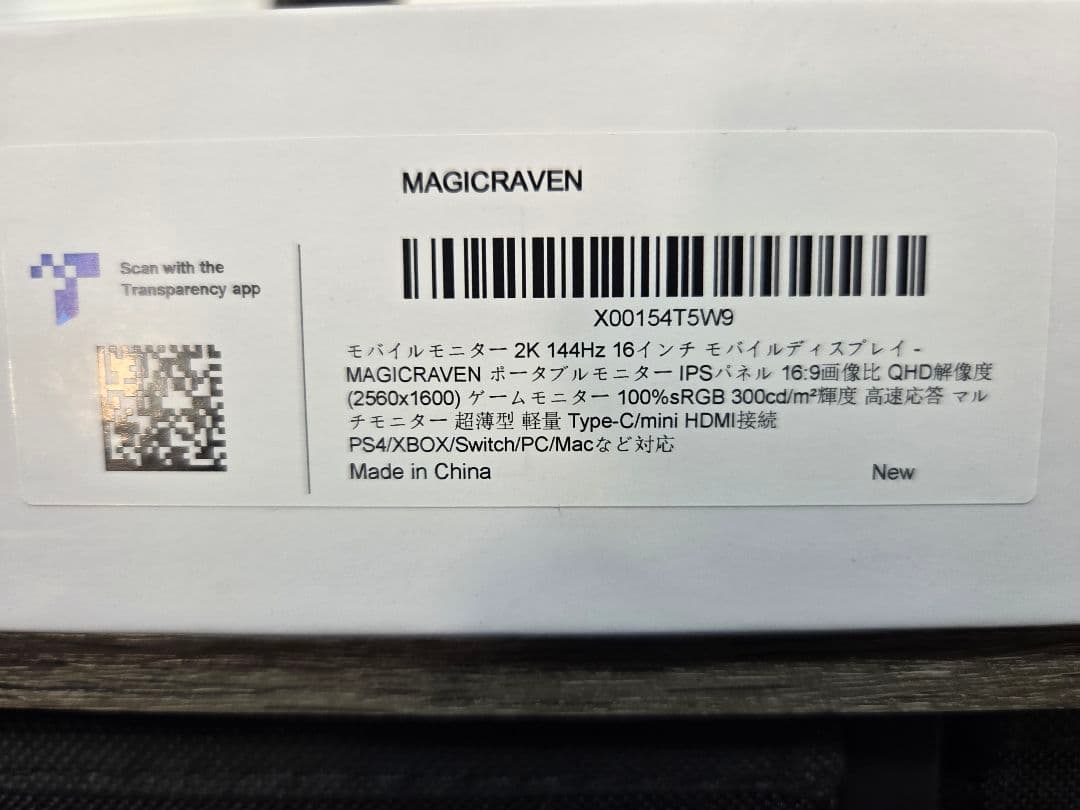 MAGICRAVEN
Scan with the
Transparency app
X00154T5W9
モバイルモニター 2K 144Hz 16インチ モバイルディスプレイ -
MAGICRAVEN ポータブルモニター IPSパネル 16:9画像比 QHD解像度
(2560x1600) ゲームモニター 100%sRGB 300cd/m²輝度 高速応答 マル
チモニター 超薄型 軽量 Type-C/mini HDMI接続
PS4/XBOX/Switch/PC/Macなど対応
Made in China
New